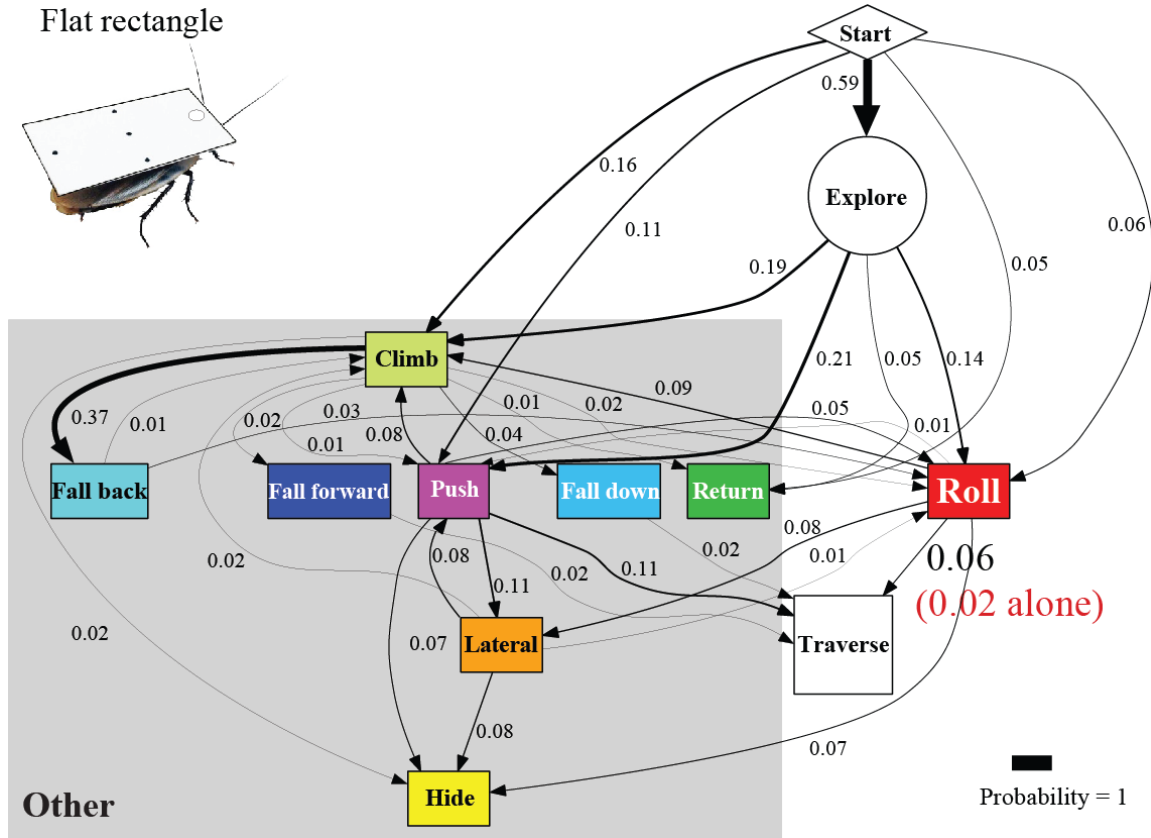 Flat rectangle
Start
0.59
0.16
Explore
0.11
0.06
0.19
0.05
Climb
0.21
0.05
0.14
0.09
0.37
0.01
0.02
0.03
0.01
0.02
0.05
0.01
0.01
0.08
0.04
Fall back
Fall forward
Push
Fall down
Return
Roll
0.08
0.02
0.08
0.02
0.02
0.01
0.06
0.11
0.11
(0.02 alone)
0.02
0.07
Lateral
Traverse
0.08
0.07
Hide
Other
Probability = 1